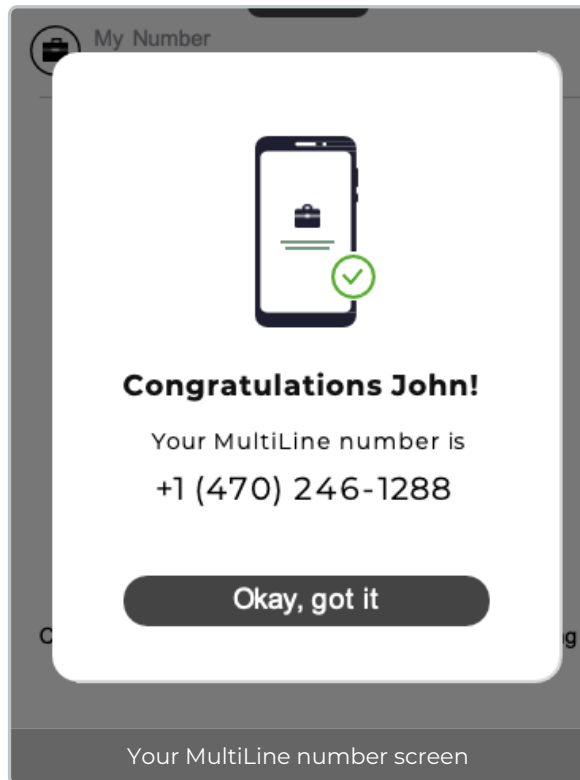 My Number
Congratulations John!
Your MultiLine number is
+1 (470) 246-1288
Okay, got it
Your MultiLine number screen